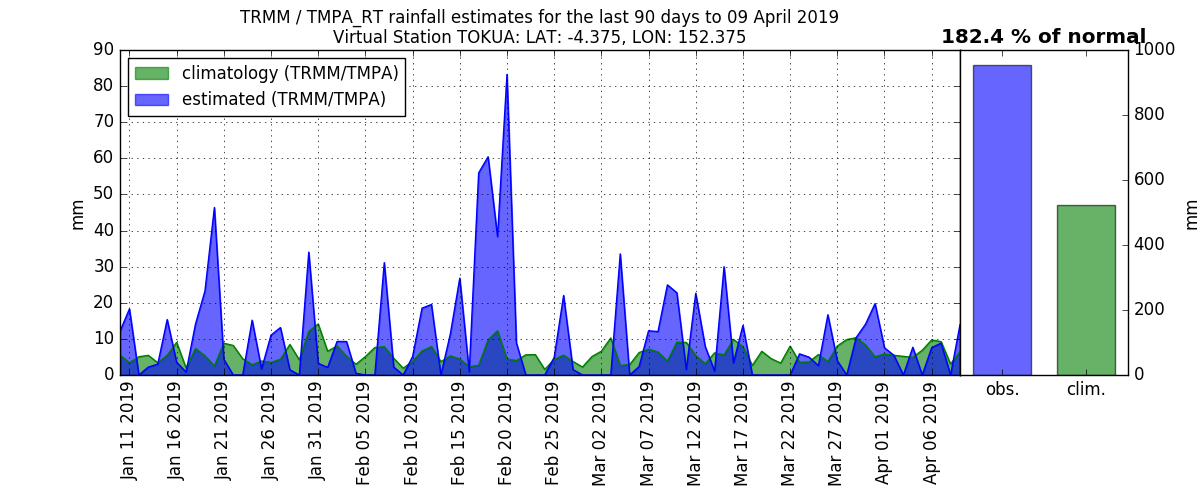 TRMM / TMPA_RT rainfall estimates for the last 90 days to 09 April 2019
Virtual Station TOKUA: LAT: -4.375, LON: 152.375
182.4 % of normal
climatology (TRMM/TMPA)
estimated (TRMM/TMPA)
mm
90
80
70
60
50
40
30
20
10
0
Jan 11 2019
Jan 16 2019
Jan 21 2019
Jan 26 2019
Jan 31 2019
Feb 05 2019
Feb 10 2019
Feb 15 2019
Feb 20 2019
Feb 25 2019
Mar 02 2019
Mar 07 2019
Mar 12 2019
Mar 17 2019
Mar 22 2019
Mar 27 2019
Apr 01 2019
Apr 06 2019
1000
800
600
400
200
0
mm
obs.
clim.